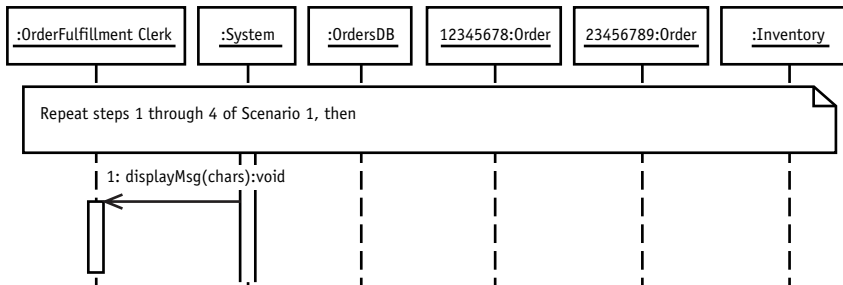 :OrderFulfillment Clerk
:System
:OrdersDB
12345678:Order
23456789:Order
:Inventory
Repeat steps 1 through 4 of Scenario 1, then
1: displayMsg(chars):void